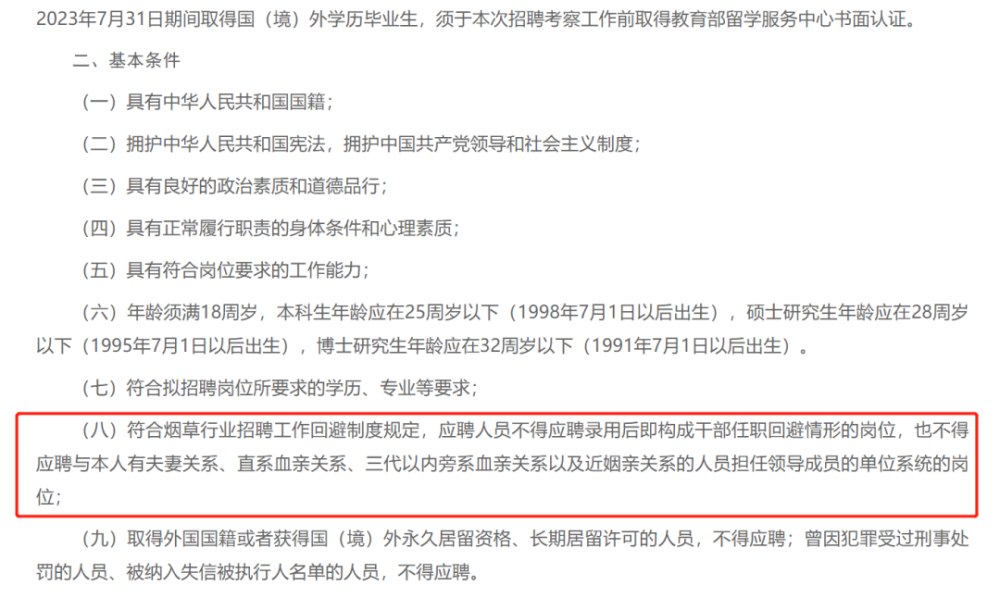 2023年7月31日期间取得国（境）外学历毕业生，须于本次招聘考察工作前取得教育部留学服务中心书面认证。
二、基本条件
（一）具有中华人民共和国国籍；
（二）拥护中华人民共和国宪法，拥护中国共产党领导和社会主义制度；
（三）具有良好的政治素质和道德品行；
（四）具有正常履行职责的身体条件和心理素质；
（五）具有符合岗位要求的工作能力；
（六）年龄须满18周岁，本科生年龄应在25周岁以下（1998年7月1日以后出生），硕士研究生年龄应在28周岁
以下（1995年7月1日以后出生），博士研究生年龄应在32周岁以下（1991年7月1日以后出生）。
（七）符合拟招聘岗位所要求的学历、专业等要求；
（八）符合烟草行业招聘工作回避制度规定，应聘人员不得应聘录用后即构成干部任职回避情形的岗位，也不得
应聘与本人有夫妻关系、直系血亲关系、三代以内旁系血亲关系以及近姻亲关系的人员担任领导成员的单位系统的岗
位；
（九）取得外国国籍或者获得国（境）外永久居留资格、长期居留许可的人员，不得应聘；曾因犯罪受过刑事处
罚的人员、被纳入失信被执行人名单的人员，不得应聘。